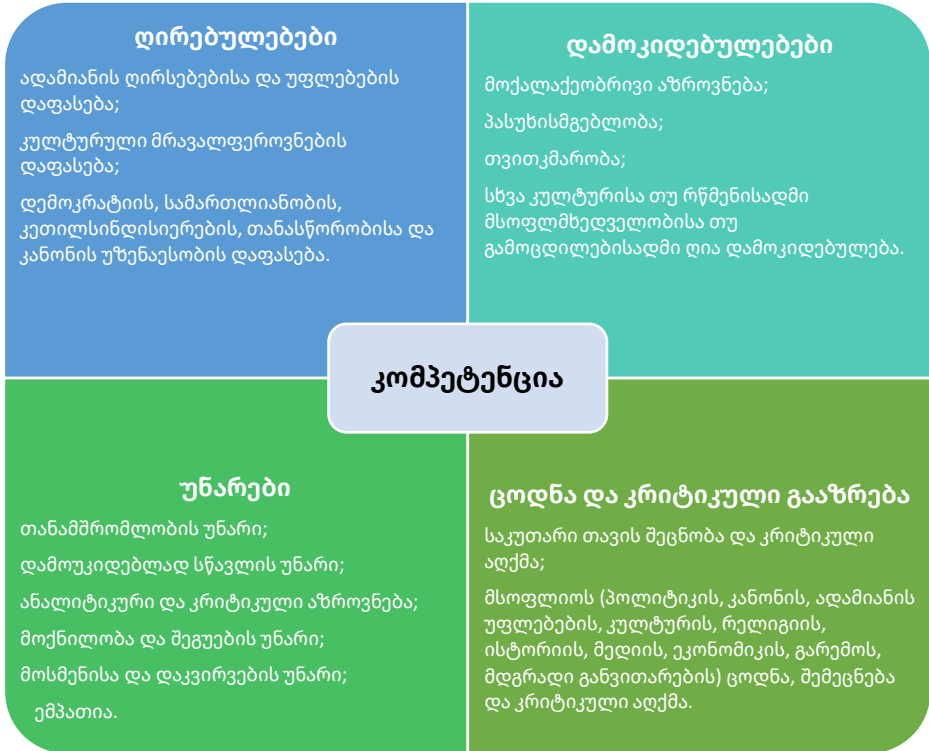 ღირებულებები
ადამიანის ღირსებებისა და უფლებების
დაფასება;
კულტურული მრავალფეროვნების
დაფასება;
დემოკრატიის, სამართლიანობის,
კეთილსინდისიერების, თანასწორობისა და
კანონის უზენაესობის დაფასება.
დამოკიდებულებები
მოქალაქეობრივი აზროვნება;
პასუხისმგებლობა;
თვითკმარობა;
სხვა კულტურისა თუ რწმენისადმი
მსოფლმხედველობისა თუ
გამოცდილებისადმი ღია დამოკიდებულება.
კომპეტენცია
უნარები
თანამშრომლობის უნარი;
დამოუკიდებლად სწავლის უნარი;
ანალიტიკური და კრიტიკული აზროვნება;
მოქნილობა და შეგუების უნარი;
მოსმენისა და დაკვირვების უნარი;
ემპათია.
ცოდნა და კრიტიკული გააზრება
საკუთარი თავის შეცნობა და კრიტიკული
აღქმა;
მსოფლიოს (პოლიტიკის, კანონის, ადამიანის
უფლებების, კულტურის, რელიგიის,
ისტორიის, მედიის, ეკონომიკის, გარემოს,
მდგრადი განვითარების) ცოდნა, შემეცნება
და კრიტიკული აღქმა.